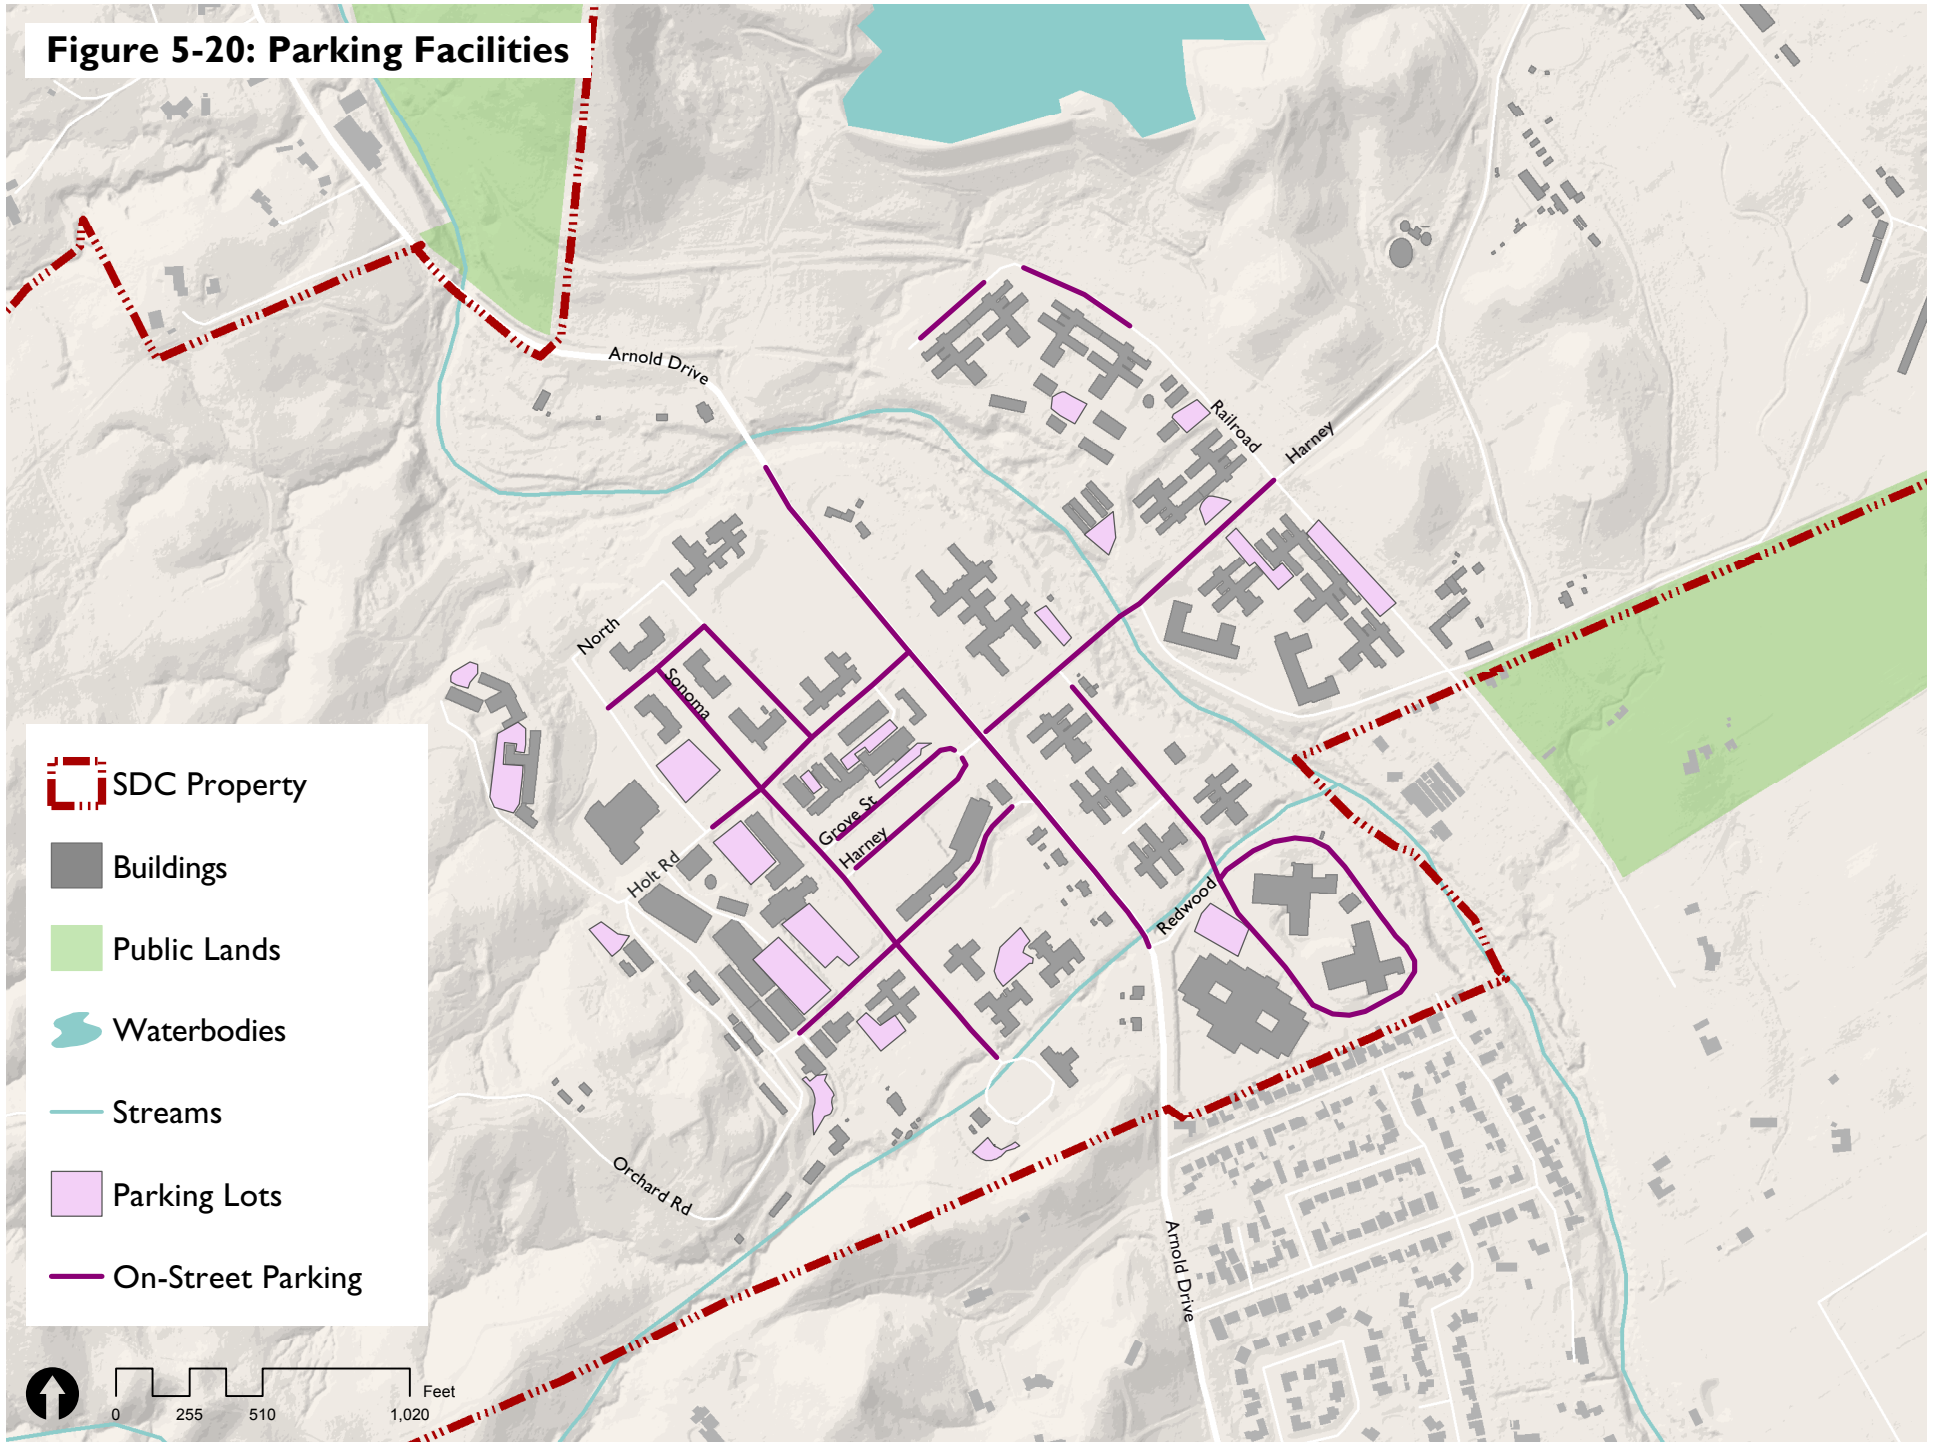 Figure 5-20: Parking Facilities
Arnold Drive
Railroad
Harney
North
Sonoma
Grove St
Harney
Holt Rd
Redwood
Orchard Rd
Arnold Drive
SDC Property
Buildings
Public Lands
Waterbodies
Streams
Parking Lots
On-Street Parking
Feet
0 255 510 1,020